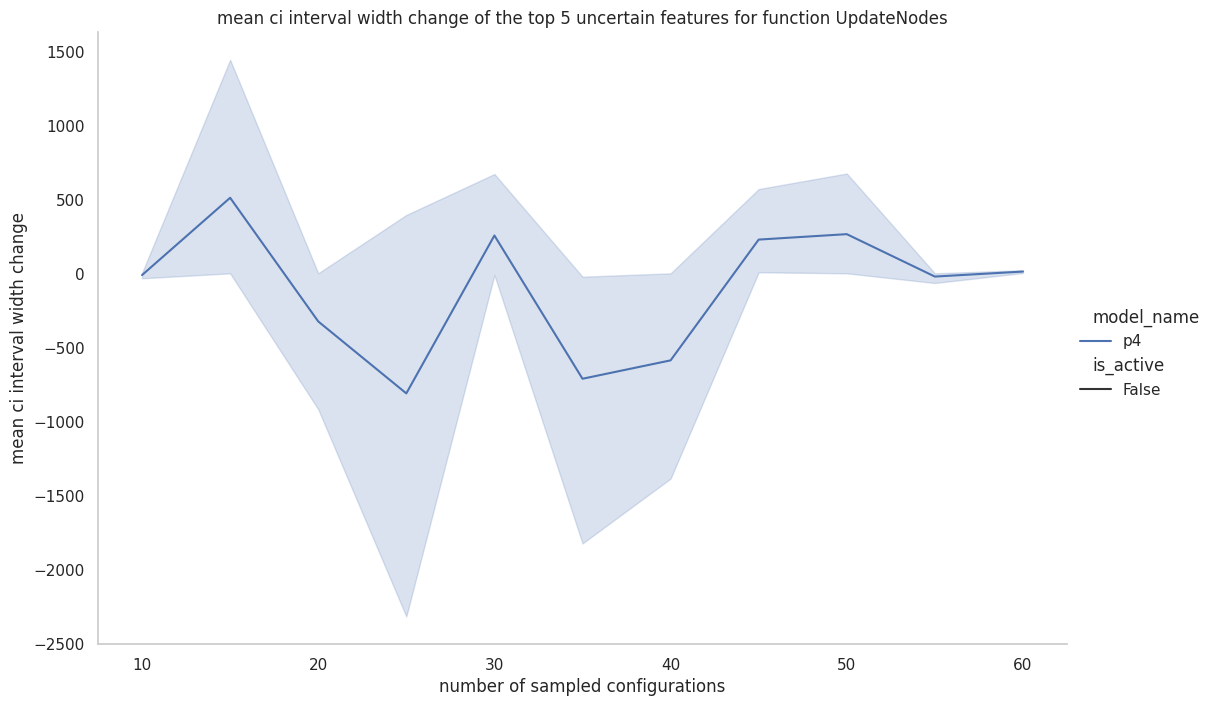 mean ci interval width change of the top 5 uncertain features for function UpdateNodes
mean ci interval width change
1500
1000
500
0
−500
−1000
−1500
−2000
−2500
10
20
30
40
50
60
number of sampled configurations
model_name
p4
is_active
False